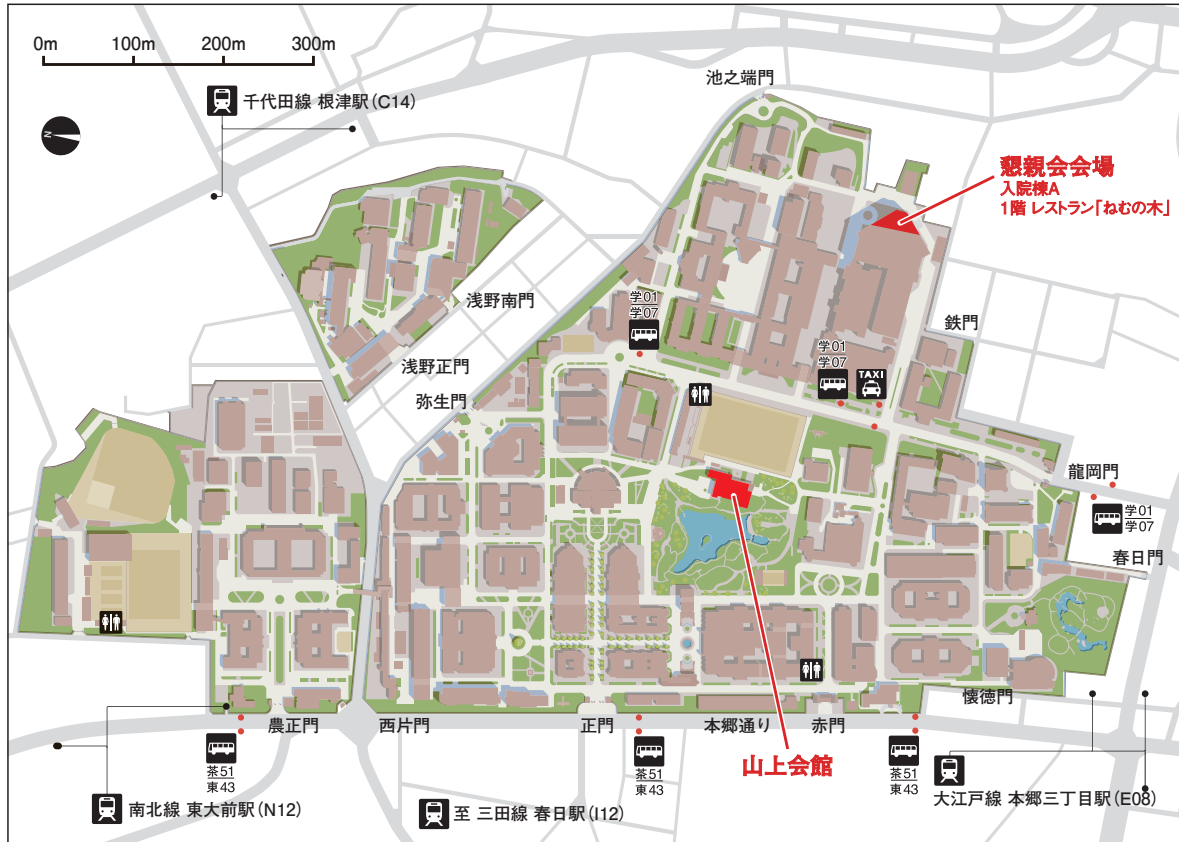 0m 100m 200m 300m
千代田線 根津駅(C14)
N
池之端門
懇親会会場
入院棟A
1階 レストラン「ねむの木」
浅野南門
学01
学07
鉄門
学01
学07
TAXI
浅野正門
弥生門
龍岡門
学01
学07
春日門
懐徳門
農正門
西片門
正門
本郷通り
赤門
茶51
東43
茶51
東43
山上会館
茶51
東43
南北線 東大前駅(N12)
至 三田線 春日駅(I12)
大江戸線 本郷三丁目駅(E08)